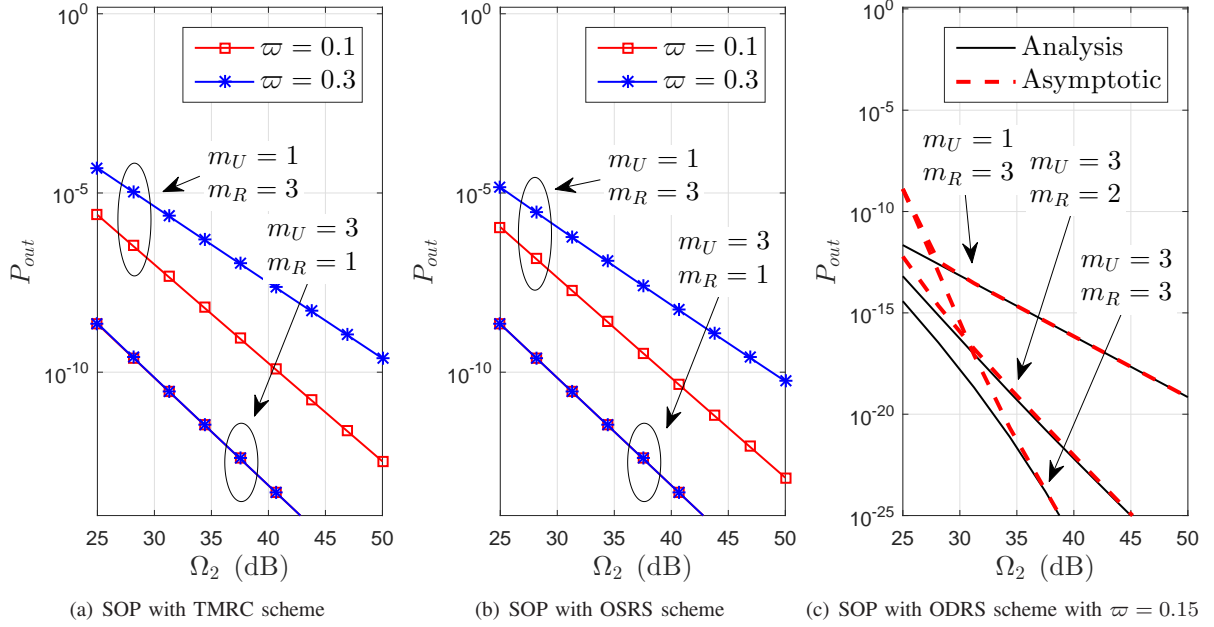 10^0
10^-5
10^-10
P_out
25 30 35 40 45 50
Ω_2 (dB)
ϖ = 0.1
ϖ = 0.3
m_U = 1
m_R = 3
m_U = 3
m_R = 1
(a) SOP with TMRC scheme
10^0
10^-5
10^-10
P_out
25 30 35 40 45 50
Ω_2 (dB)
ϖ = 0.1
ϖ = 0.3
m_U = 1
m_R = 3
m_U = 3
m_R = 1
(b) SOP with OSRS scheme
10^0
10^-5
10^-10
10^-15
10^-20
10^-25
P_out
25 30 35 40 45 50
Ω_2 (dB)
Analysis
Asymptotic
m_U = 1
m_R = 3
m_U = 3
m_R = 2
m_U = 3
m_R = 3
(c) SOP with ODRS scheme with ϖ = 0.15